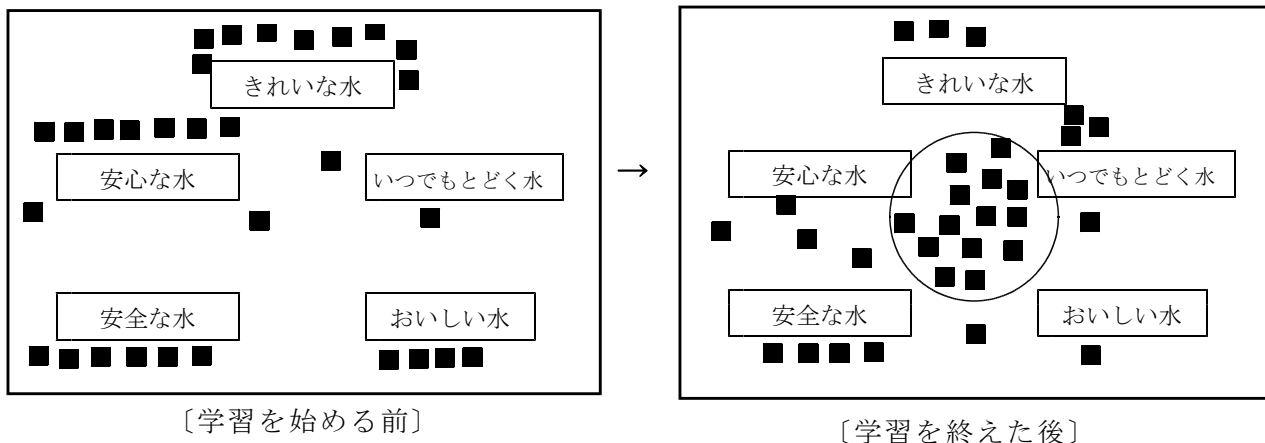 きれいな水
安心な水
いつでもとどく水
安全な水
おいしい水
〔学習を始める前〕
→
きれいな水
安心な水
いつでもとどく水
安全な水
おいしい水
〔学習を終えた後〕